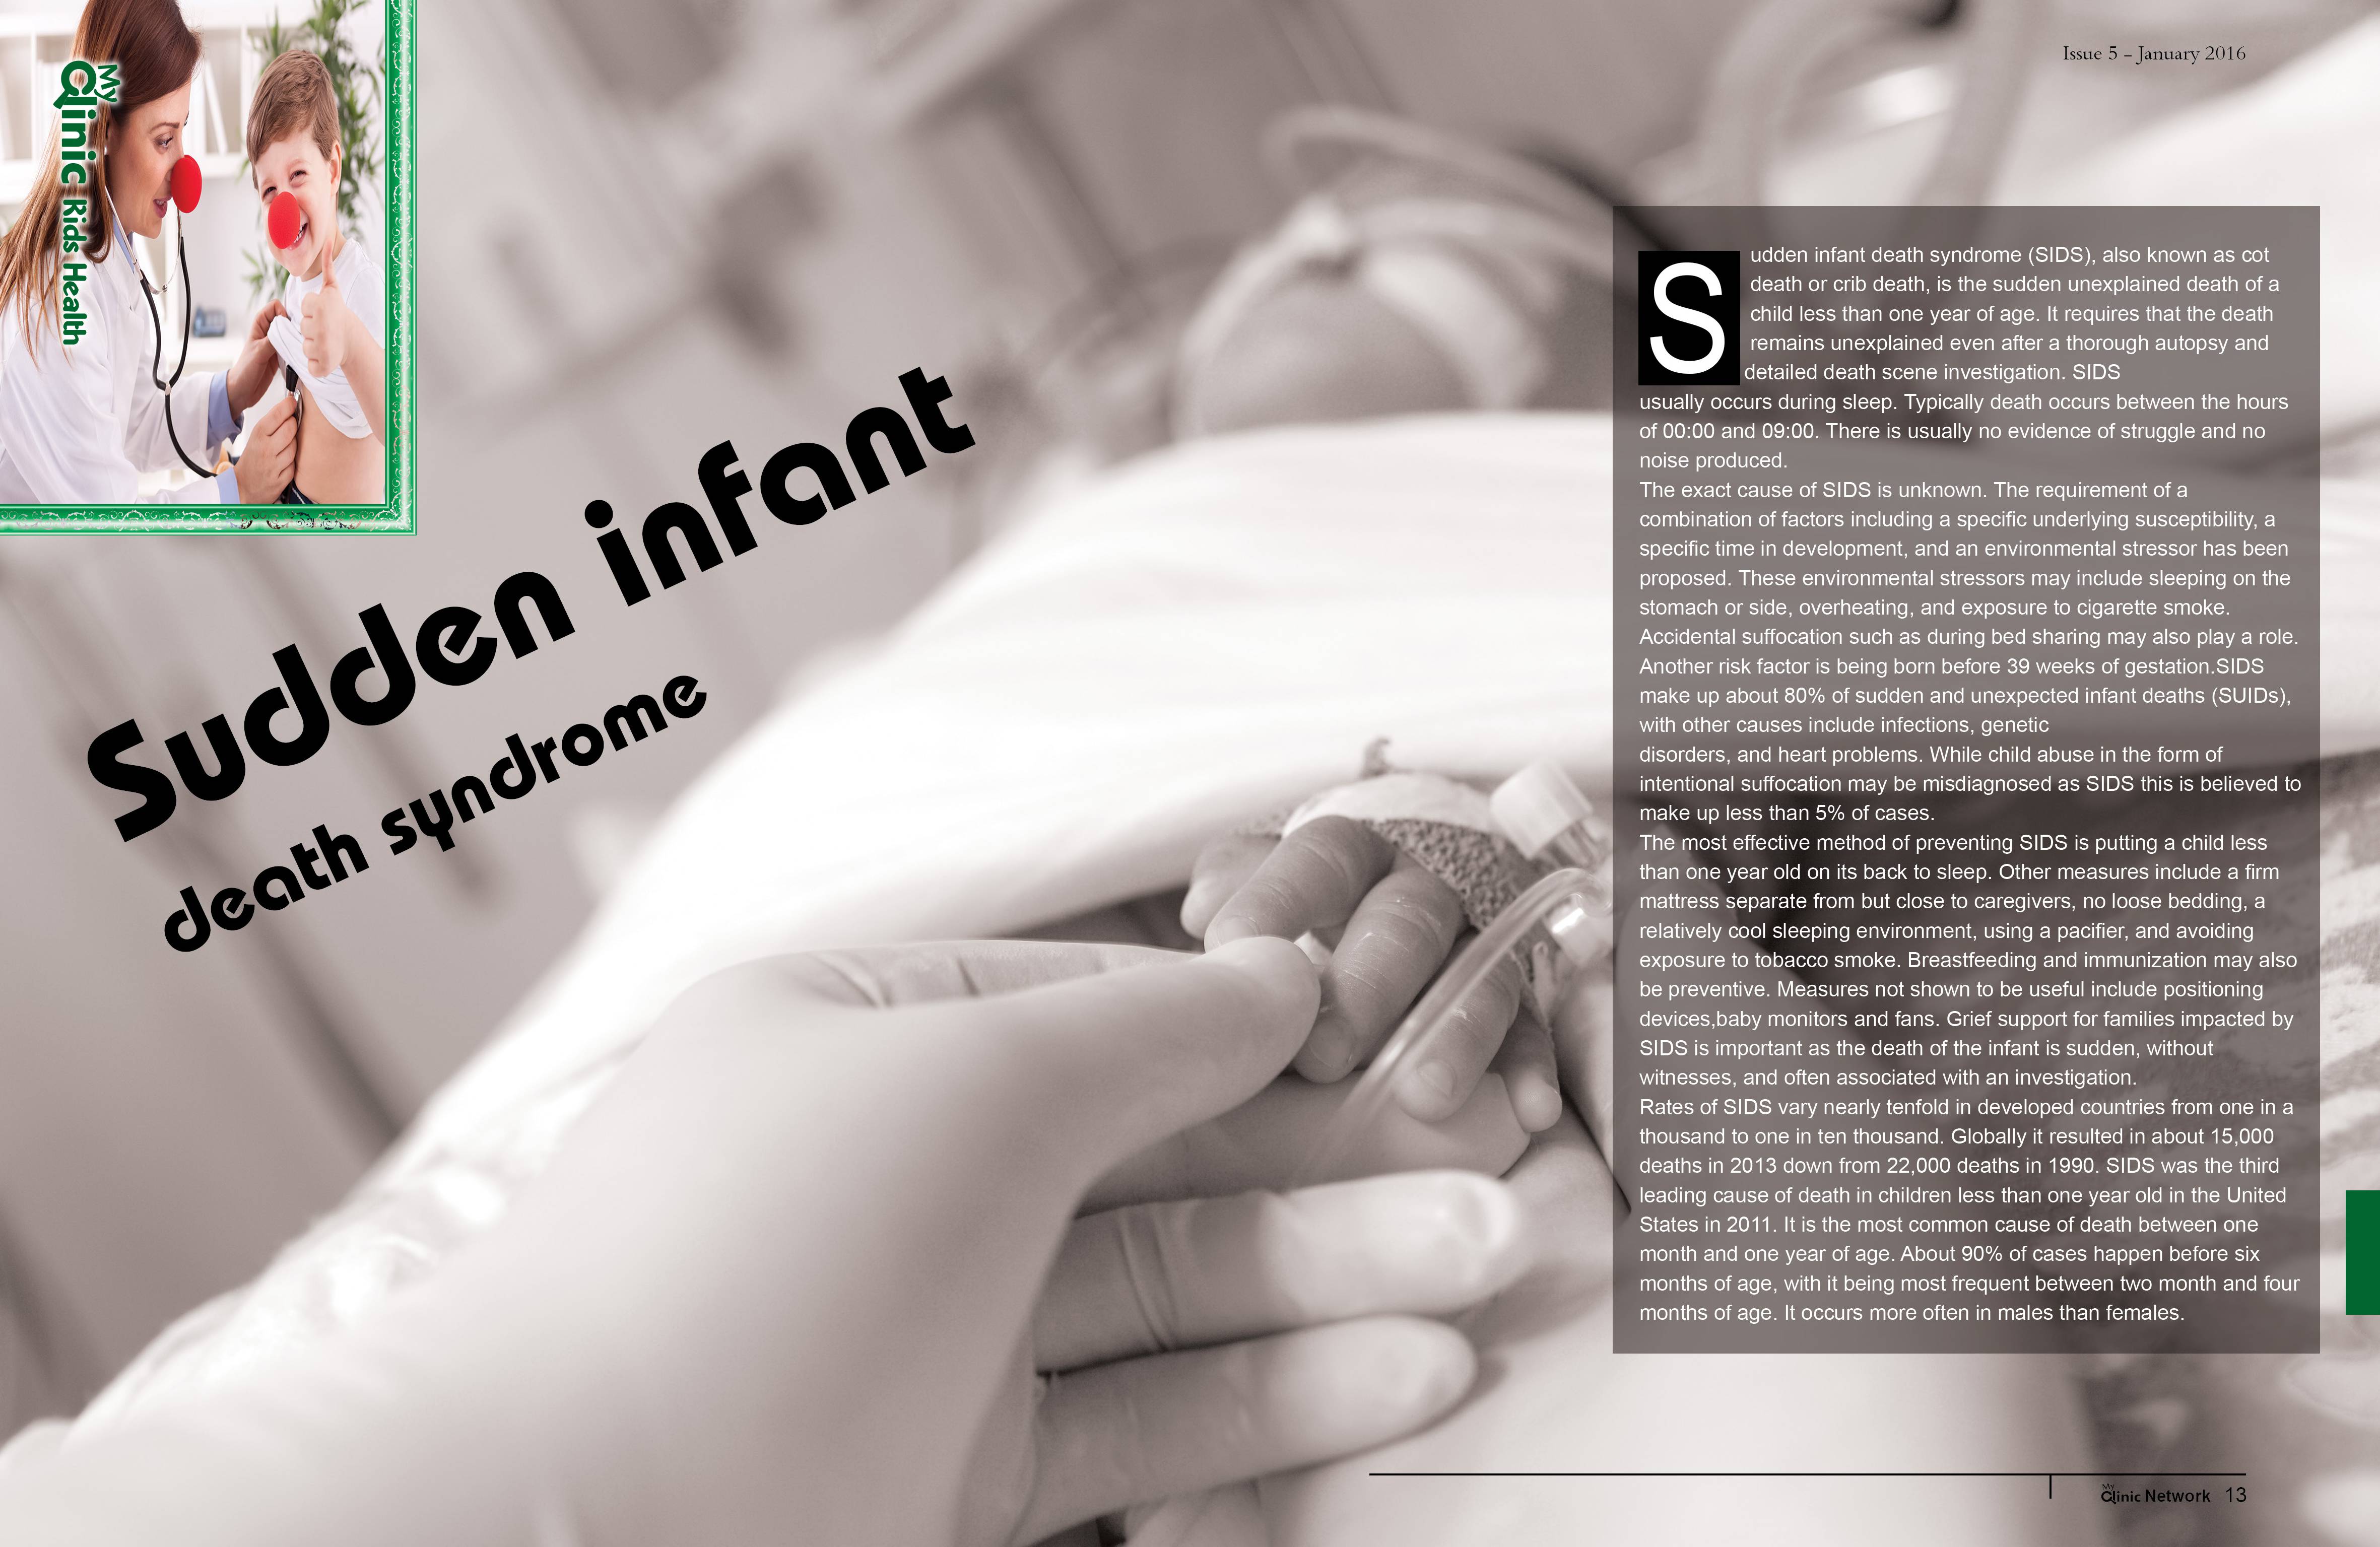 My
Clinic Kids Health
Issue 5 – January 2016
Sudden infant
death syndrome
Sudden infant death syndrome (SIDS), also known as cot
death or crib death, is the sudden unexplained death of a
child less than one year of age. It requires that the death
remains unexplained even after a thorough autopsy and
detailed death scene investigation. SIDS
usually occurs during sleep. Typically death occurs between the hours
of 00:00 and 09:00. There is usually no evidence of struggle and no
noise produced.
The exact cause of SIDS is unknown. The requirement of a
combination of factors including a specific underlying susceptibility, a
specific time in development, and an environmental stressor has been
proposed. These environmental stressors may include sleeping on the
stomach or side, overheating, and exposure to cigarette smoke.
Accidental suffocation such as during bed sharing may also play a role.
Another risk factor is being born before 39 weeks of gestation.SIDS
make up about 80% of sudden and unexpected infant deaths (SUIDs),
with other causes include infections, genetic
disorders, and heart problems. While child abuse in the form of
intentional suffocation may be misdiagnosed as SIDS this is believed to
make up less than 5% of cases.
The most effective method of preventing SIDS is putting a child less
than one year old on its back to sleep. Other measures include a firm
mattress separate from but close to caregivers, no loose bedding, a
relatively cool sleeping environment, using a pacifier, and avoiding
exposure to tobacco smoke. Breastfeeding and immunization may also
be preventive. Measures not shown to be useful include positioning
devices,baby monitors and fans. Grief support for families impacted by
SIDS is important as the death of the infant is sudden, without
witnesses, and often associated with an investigation.
Rates of SIDS vary nearly tenfold in developed countries from one in a
thousand to one in ten thousand. Globally it resulted in about 15,000
deaths in 2013 down from 22,000 deaths in 1990. SIDS was the third
leading cause of death in children less than one year old in the United
States in 2011. It is the most common cause of death between one
month and one year of age. About 90% of cases happen before six
months of age, with it being most frequent between two month and four
months of age. It occurs more often in males than females.
My
Clinic Network 13